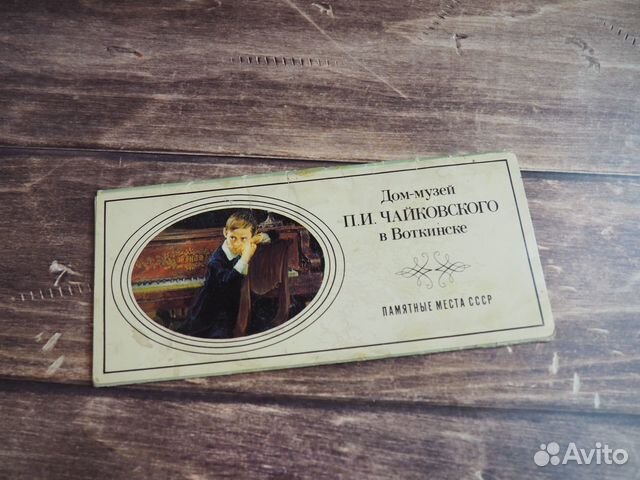 Дом-музей
П.И. ЧАЙКОВСКОГО
в Воткинске
ПАМЯТНЫЕ МЕСТА СССР
Avito